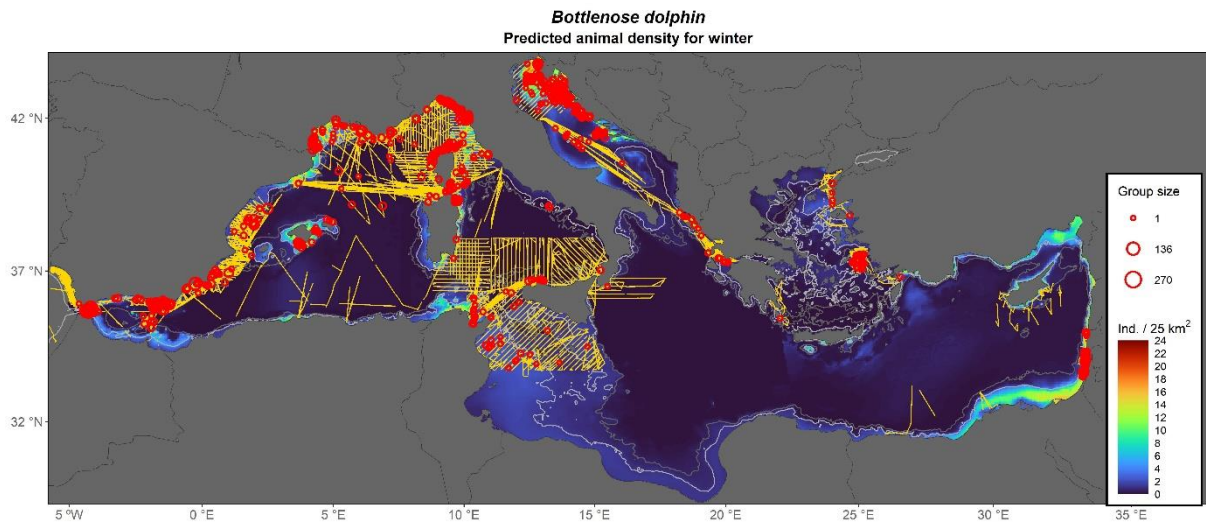 Bottlenose dolphin
Predicted animal density for winter
42 °N
37 °N
32 °N
5 °W
0 °E
5 °E
10 °E
15 °E
20 °E
25 °E
30 °E
35 °E
Group size
1
136
270
Ind. / 25 km²
24
22
20
18
16
14
12
10
8
6
4
2
0